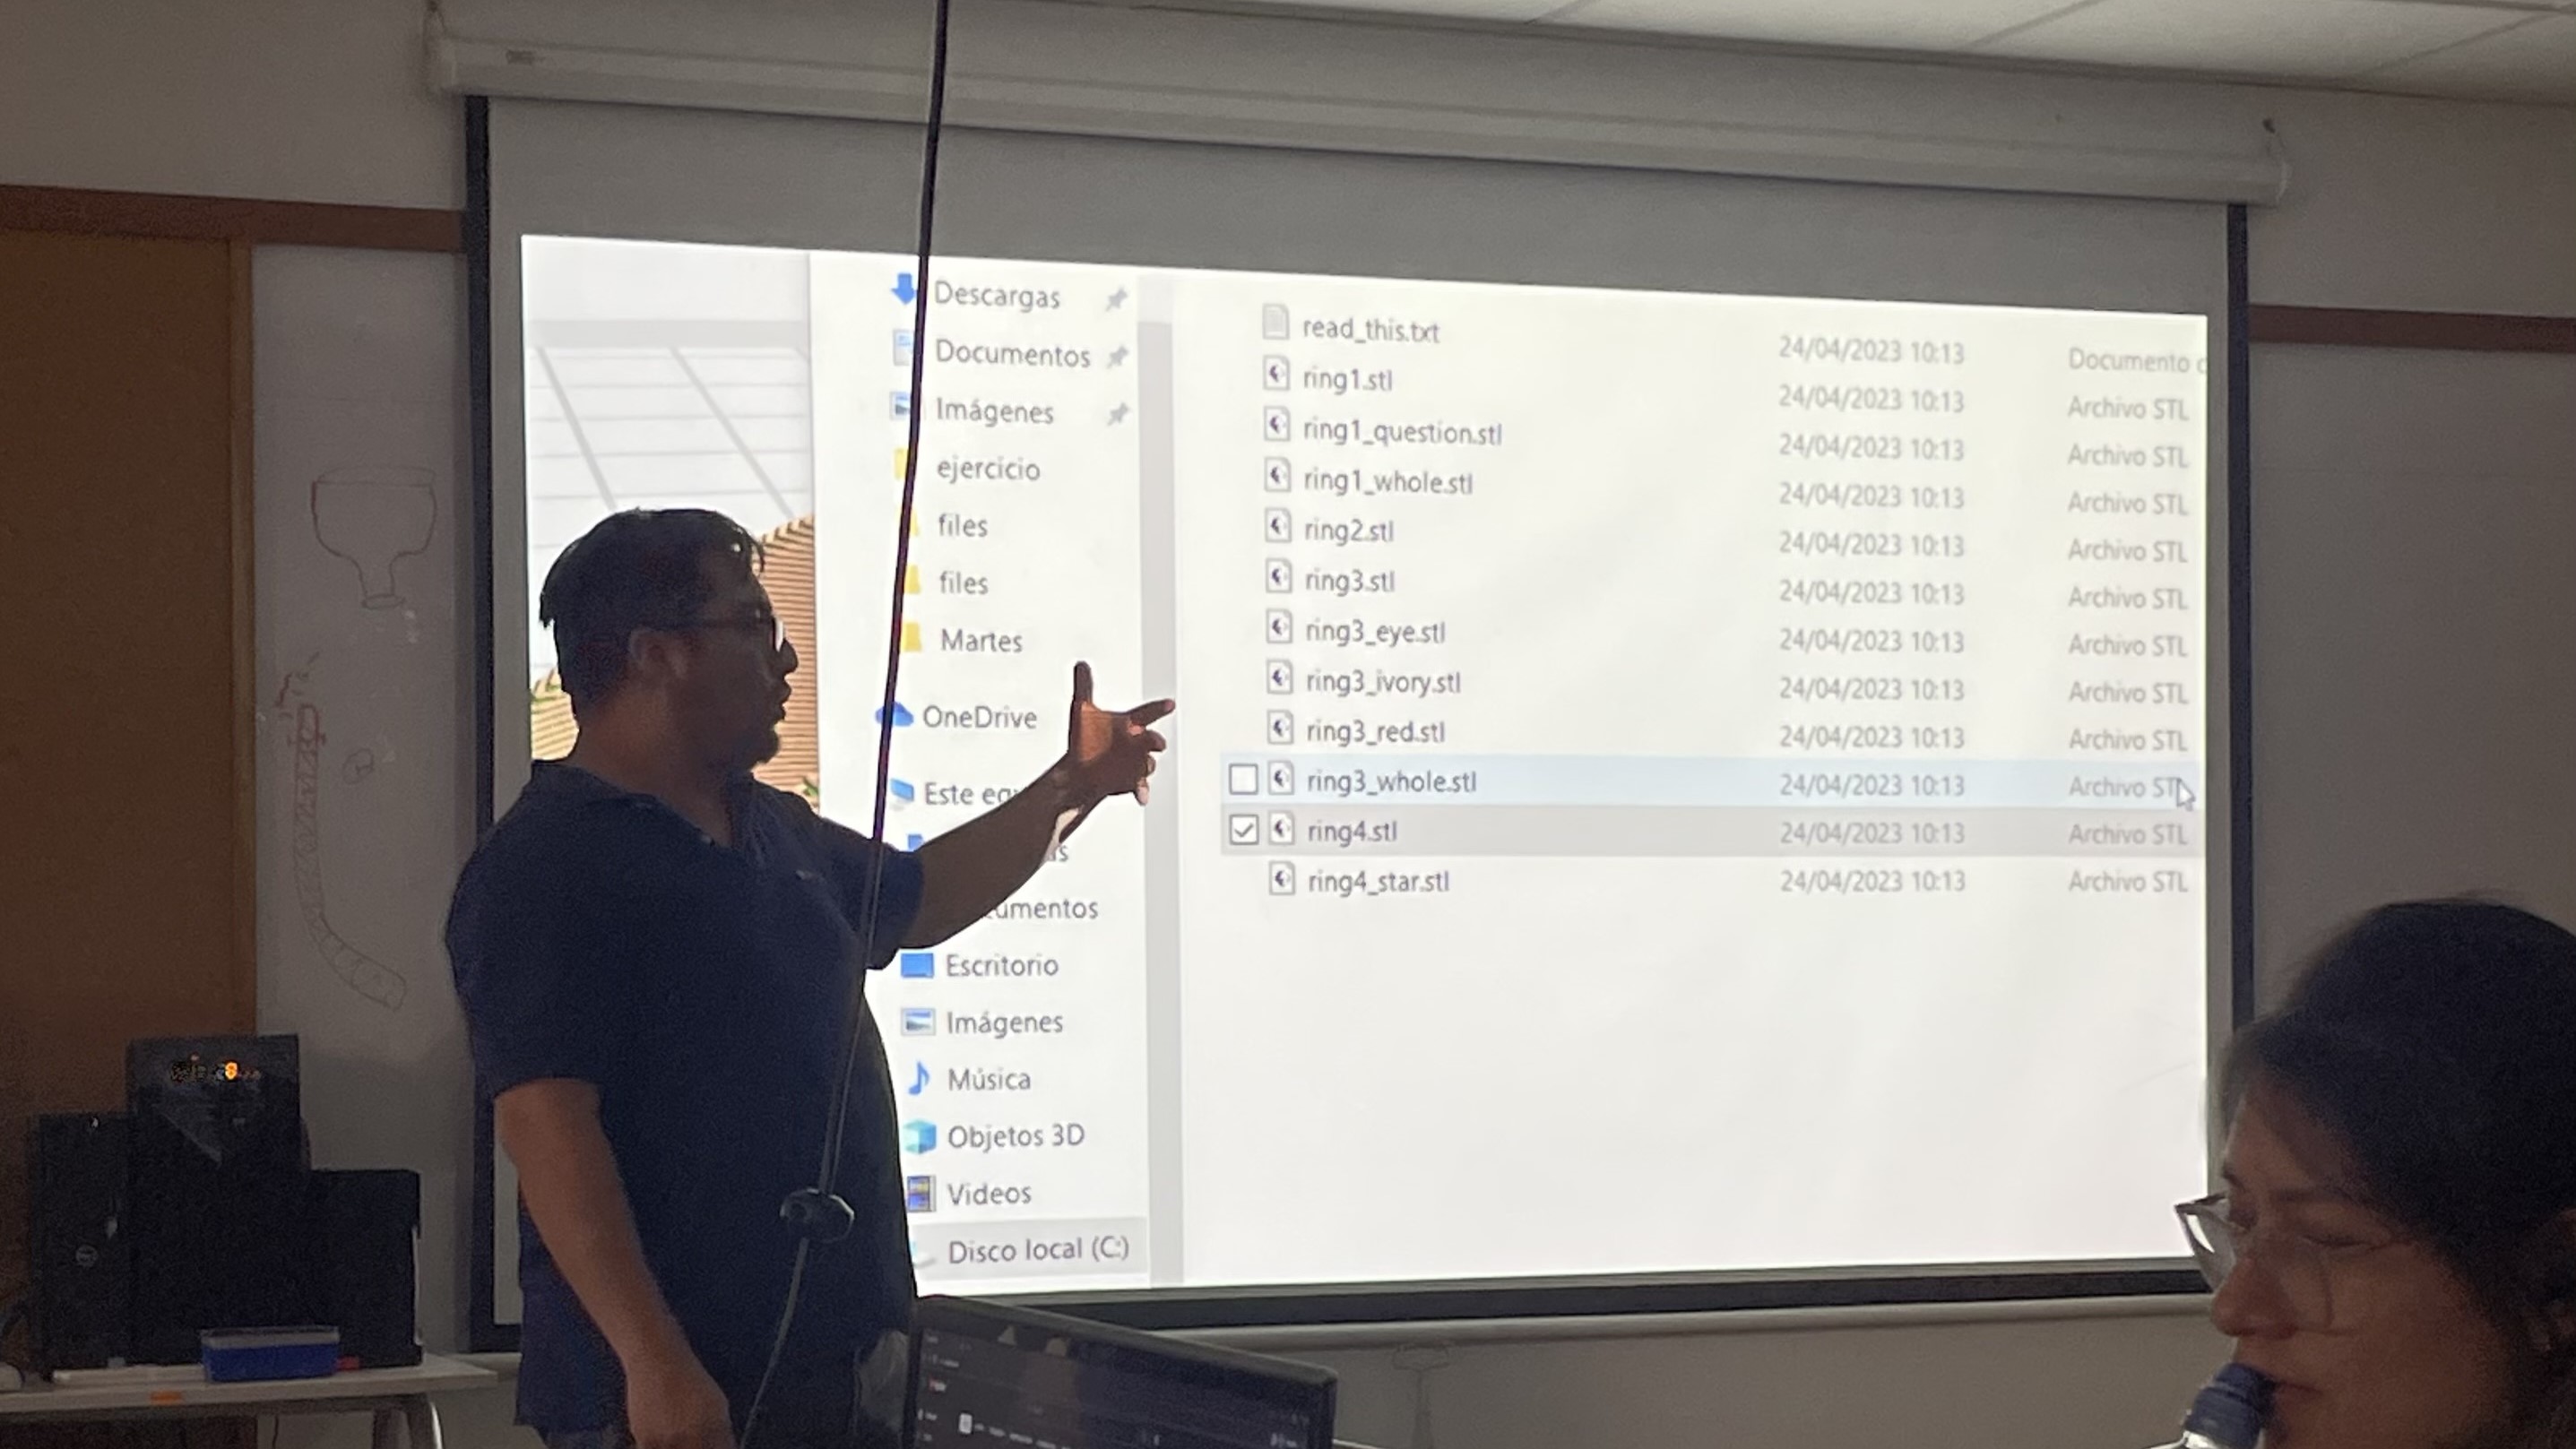 Descargas
Documentos
Imágenes
ejercicio
files
files
Martes
OneDrive
Este
Escritorio
Imágenes
Música
Objetos 3D
Videos
Disco local (C:)
read_this.txt 24/04/2023 10:13 Documento
ring1.stl 24/04/2023 10:13 Archivo STL
ring1_question.stl 24/04/2023 10:13 Archivo STL
ring1_whole.stl 24/04/2023 10:13 Archivo STL
ring2.stl 24/04/2023 10:13 Archivo STL
ring3.stl 24/04/2023 10:13 Archivo STL
ring3_eye.stl 24/04/2023 10:13 Archivo STL
ring3_ivory.stl 24/04/2023 10:13 Archivo STL
ring3_red.stl 24/04/2023 10:13 Archivo STL
ring3_whole.stl 24/04/2023 10:13 Archivo STL
ring4.stl 24/04/2023 10:13 Archivo STL
ring4_star.stl 24/04/2023 10:13 Archivo STL